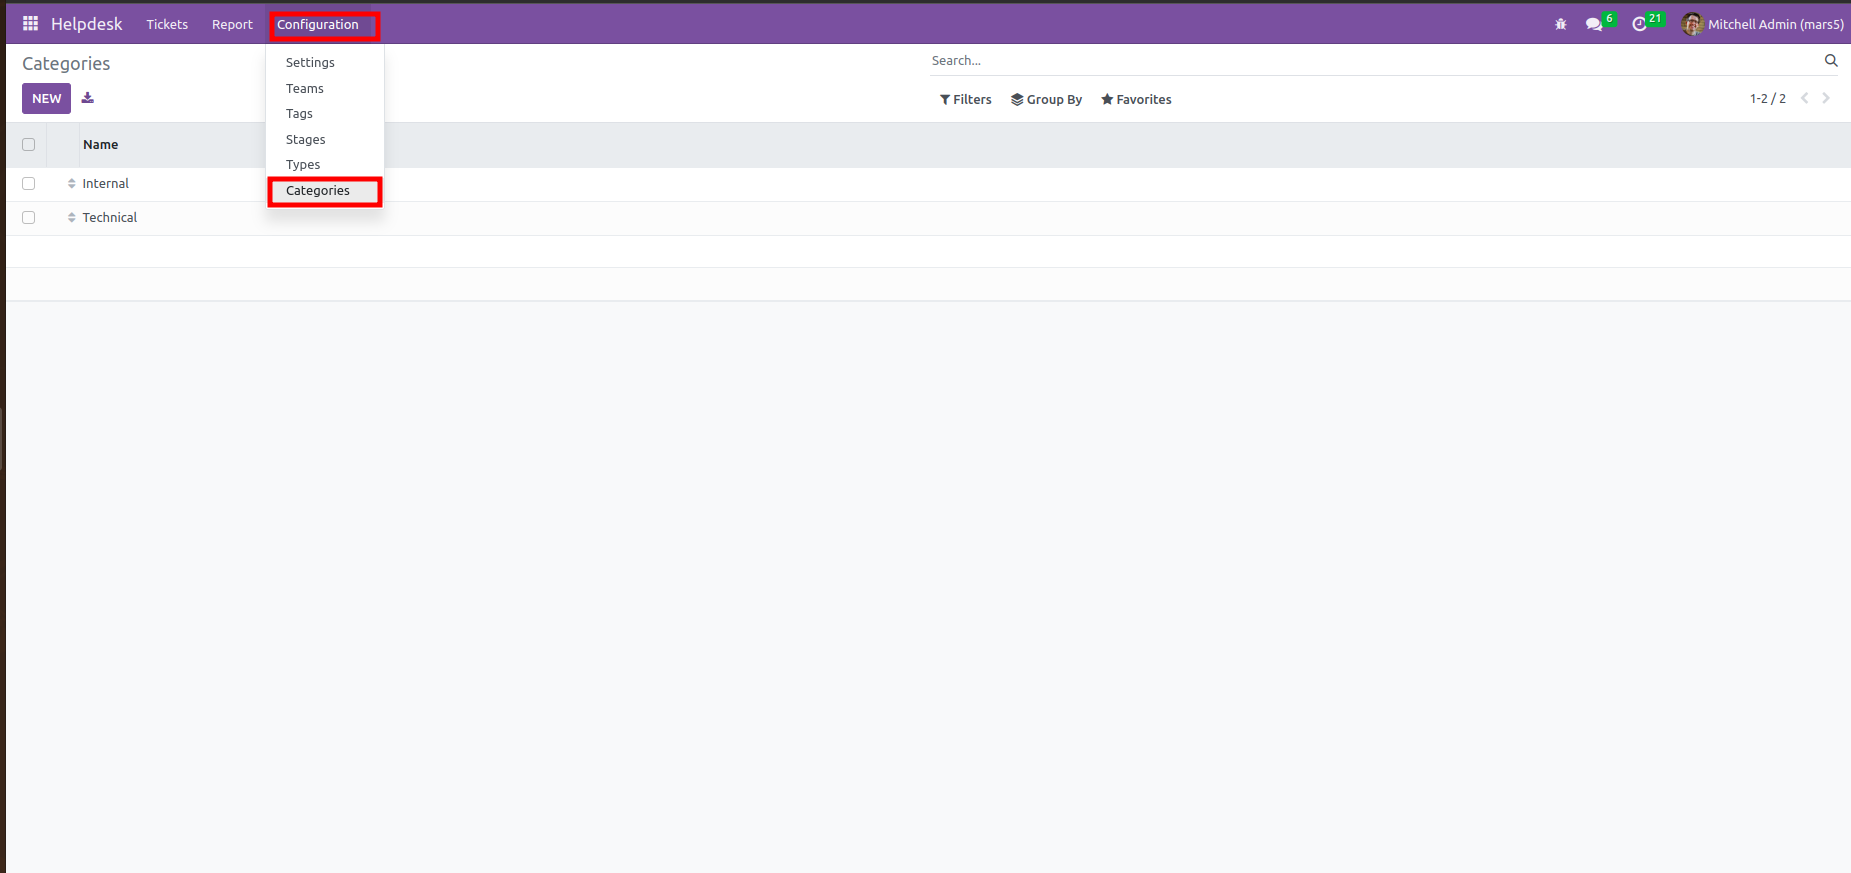 Helpdesk Tickets Report Configuration 6 21 Mitchell Admin (mars5)
Categories
Search...
NEW
Filters Group By Favorites 1-2 / 2
Settings
Teams
Tags
Stages
Types
Categories
Name
Internal
Technical